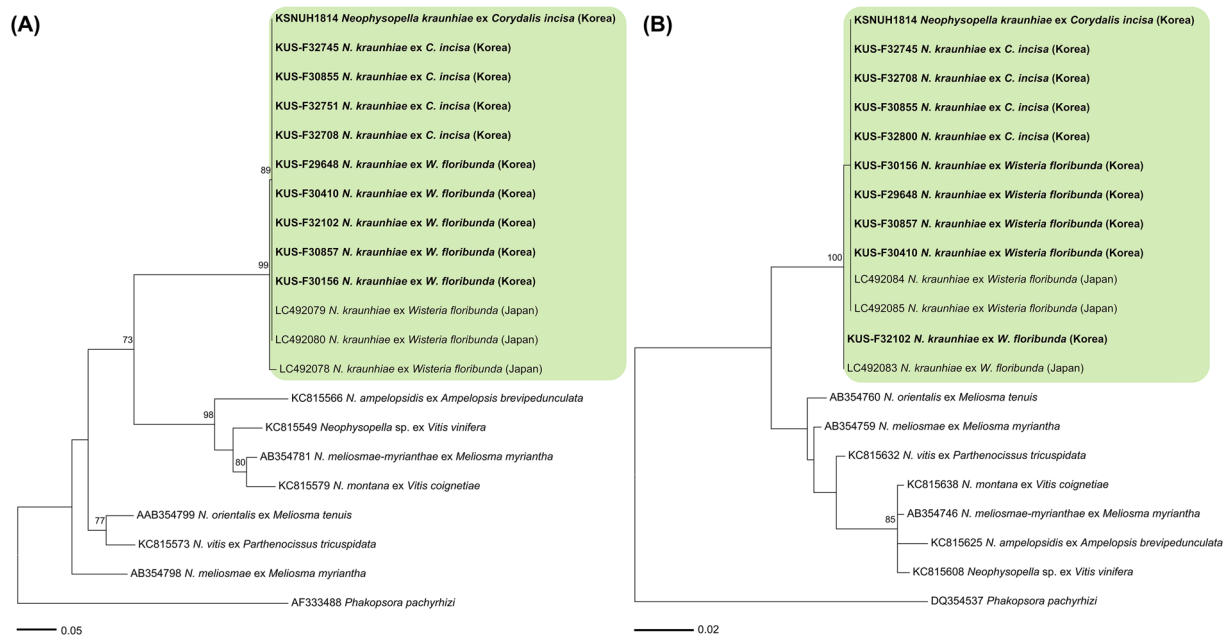 (A)
KSNUH1814 Neophysopella kraunhiae ex Corydalis incisa (Korea)
KUS-F32745 N. kraunhiae ex C. incisa (Korea)
KUS-F30855 N. kraunhiae ex C. incisa (Korea)
KUS-F32751 N. kraunhiae ex C. incisa (Korea)
KUS-F32708 N. kraunhiae ex C. incisa (Korea)
89
KUS-F29648 N. kraunhiae ex W. floribunda (Korea)
KUS-F30410 N. kraunhiae ex W. floribunda (Korea)
KUS-F32102 N. kraunhiae ex W. floribunda (Korea)
KUS-F30857 N. kraunhiae ex W. floribunda (Korea)
99
KUS-F30156 N. kraunhiae ex W. floribunda (Korea)
LC492079 N. kraunhiae ex Wisteria floribunda (Japan)
73
LC492080 N. kraunhiae ex Wisteria floribunda (Japan)
LC492078 N. kraunhiae ex Wisteria floribunda (Japan)
KC815566 N. ampelopsidis ex Ampelopsis brevipedunculata
98
KC815549 Neophysopella sp. ex Vitis vinifera
AB354781 N. meliosmae-myrianthae ex Meliosma myriantha
80
KC815579 N. montana ex Vitis coignetiae
AAB354799 N. orientalis ex Meliosma tenuis
77
KC815573 N. vitis ex Parthenocissus tricuspidata
AB354798 N. meliosmae ex Meliosma myriantha
AF333488 Phakopsora pachyrhizi
0.05
(B)
KSNUH1814 Neophysopella kraunhiae ex Corydalis incisa (Korea)
KUS-F32745 N. kraunhiae ex C. incisa (Korea)
KUS-F32708 N. kraunhiae ex C. incisa (Korea)
KUS-F30855 N. kraunhiae ex C. incisa (Korea)
KUS-F32800 N. kraunhiae ex C. incisa (Korea)
KUS-F30156 N. kraunhiae ex Wisteria floribunda (Korea)
KUS-F29648 N. kraunhiae ex Wisteria floribunda (Korea)
KUS-F30857 N. kraunhiae ex Wisteria floribunda (Korea)
KUS-F30410 N. kraunhiae ex Wisteria floribunda (Korea)
100
LC492084 N. kraunhiae ex Wisteria floribunda (Japan)
LC492085 N. kraunhiae ex Wisteria floribunda (Japan)
KUS-F32102 N. kraunhiae ex W. floribunda (Korea)
LC492083 N. kraunhiae ex W. floribunda (Japan)
AB354760 N. orientalis ex Meliosma tenuis
AB354759 N. meliosmae ex Meliosma myriantha
KC815632 N. vitis ex Parthenocissus tricuspidata
KC815638 N. montana ex Vitis coignetiae
85
AB354746 N. meliosmae-myrianthae ex Meliosma myriantha
KC815625 N. ampelopsidis ex Ampelopsis brevipedunculata
KC815608 Neophysopella sp. ex Vitis vinifera
DQ354537 Phakopsora pachyrhizi
0.02